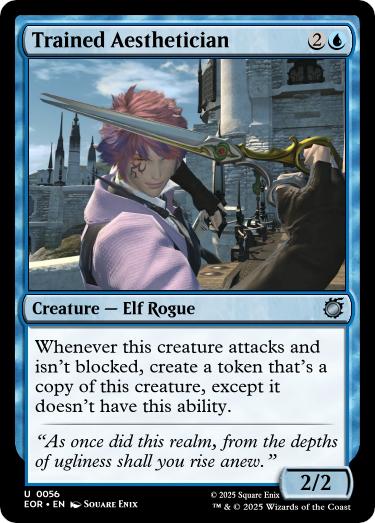 Trained Aesthetician 2
Creature — Elf Rogue
Whenever this creature attacks and
isn't blocked, create a token that's a
copy of this creature, except it
doesn't have this ability.
"As once did this realm, from the depths
of ugliness shall you rise anew."
2/2
U 0056
EOR • EN SQUARE ENIX
© 2025 Square Enix
™ & © 2025 Wizards of the Coast